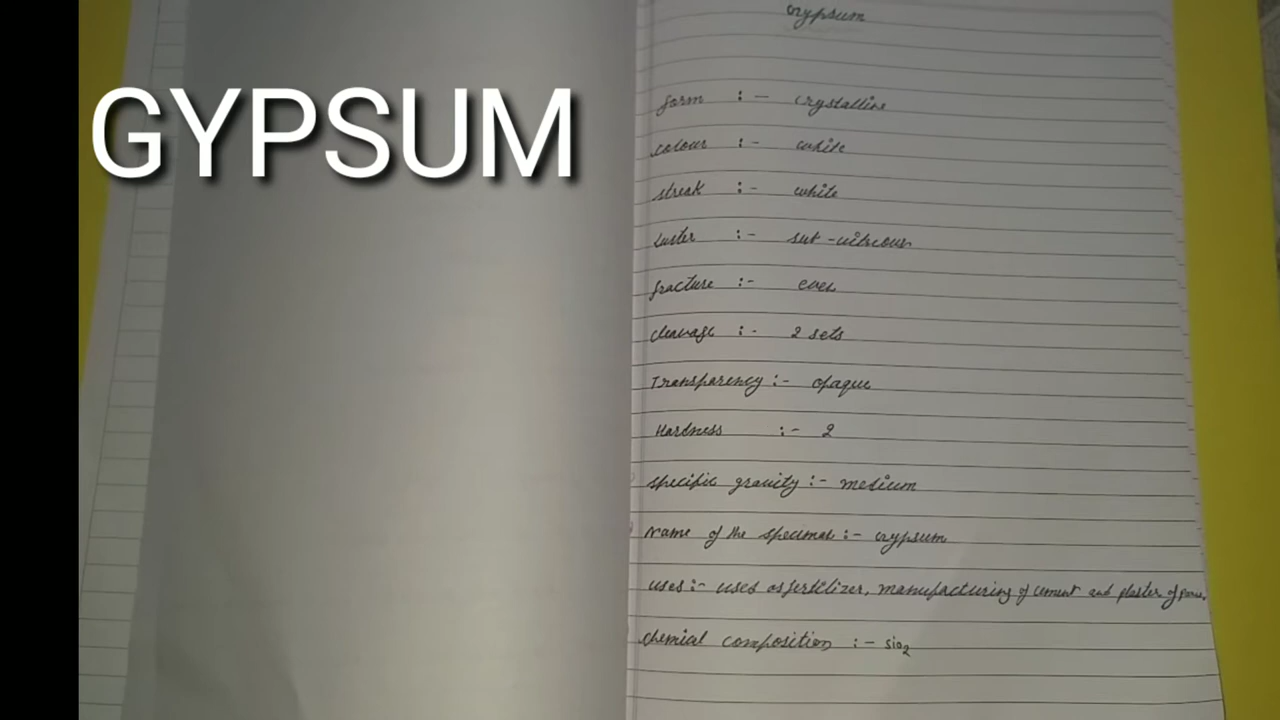 GYPSUM
Gypsum
form :- crystalline
colour :- white
streak :- white
Luster :- sub-vitreous
fracture :- even
cleavage :- 2 sets
Transparency :- opaque
Hardness :- 2
specific gravity :- medium
Name of the specimal :- Gypsum
uses :- uses as fertilizer, manufacturing of cement and plaster of paris.
chemical composition :- sio2